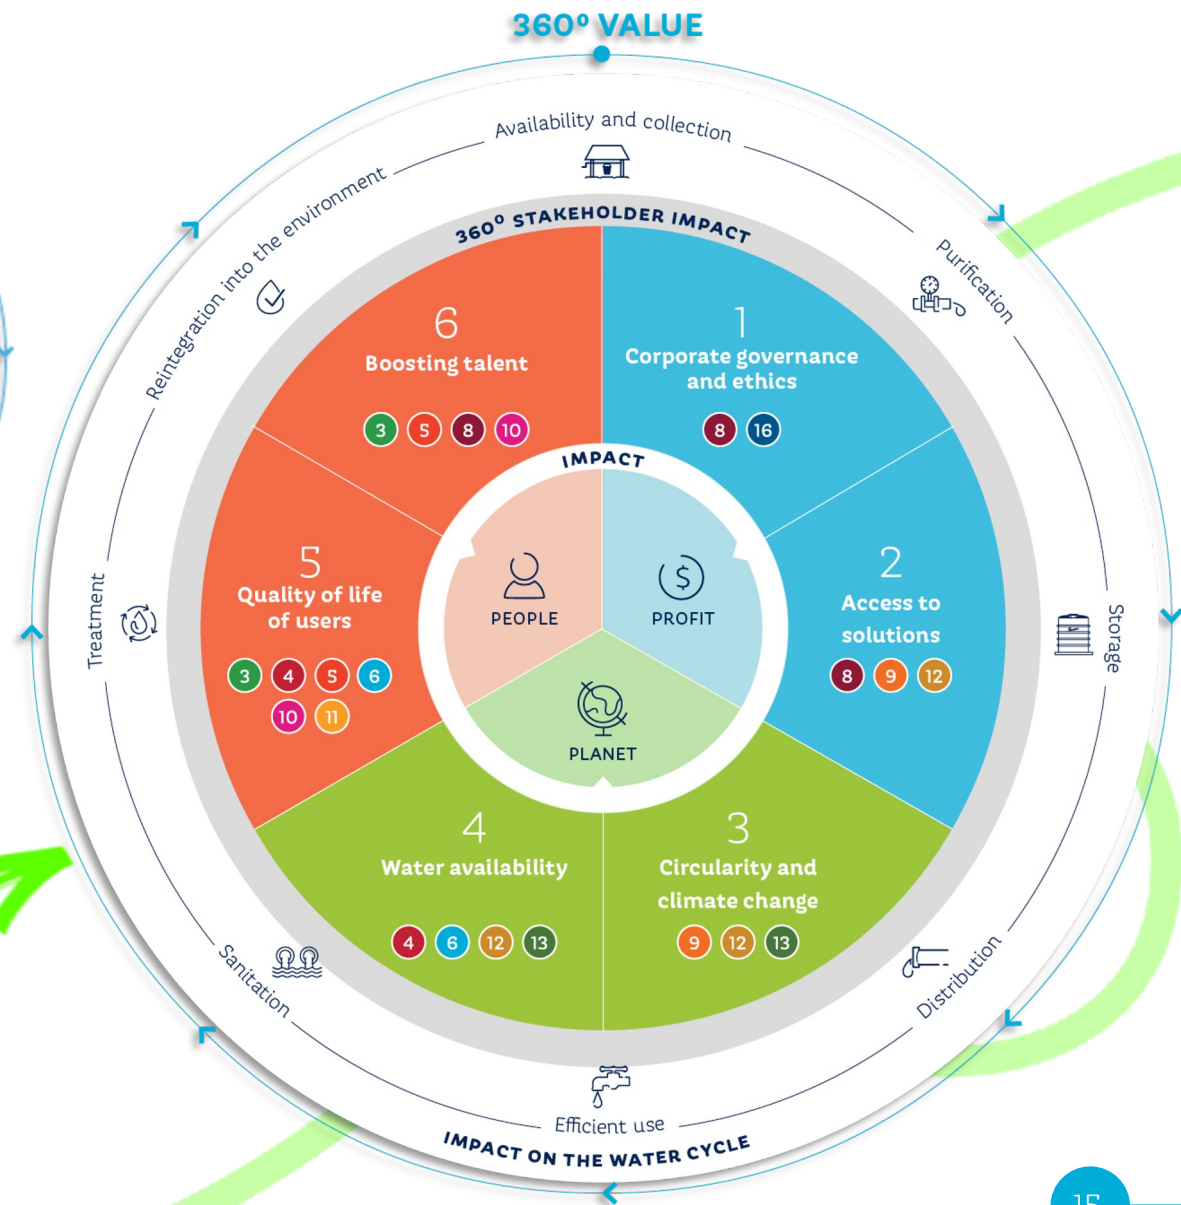 360º VALUE
Availability and collection
Purification
Storage
Distribution
Efficient use
Sanitation
Treatment
Reintegration into the environment
360º STAKEHOLDER IMPACT
1
Corporate governance
and ethics
8 16
2
Access to
solutions
8 9 12
3
Circularity and
climate change
9 12 13
4
Water availability
4 6 12 13
5
Quality of life
of users
3 4 5 6
10 11
6
Boosting talent
3 5 8 10
IMPACT
PEOPLE
$
PROFIT
PLANET
IMPACT ON THE WATER CYCLE
15